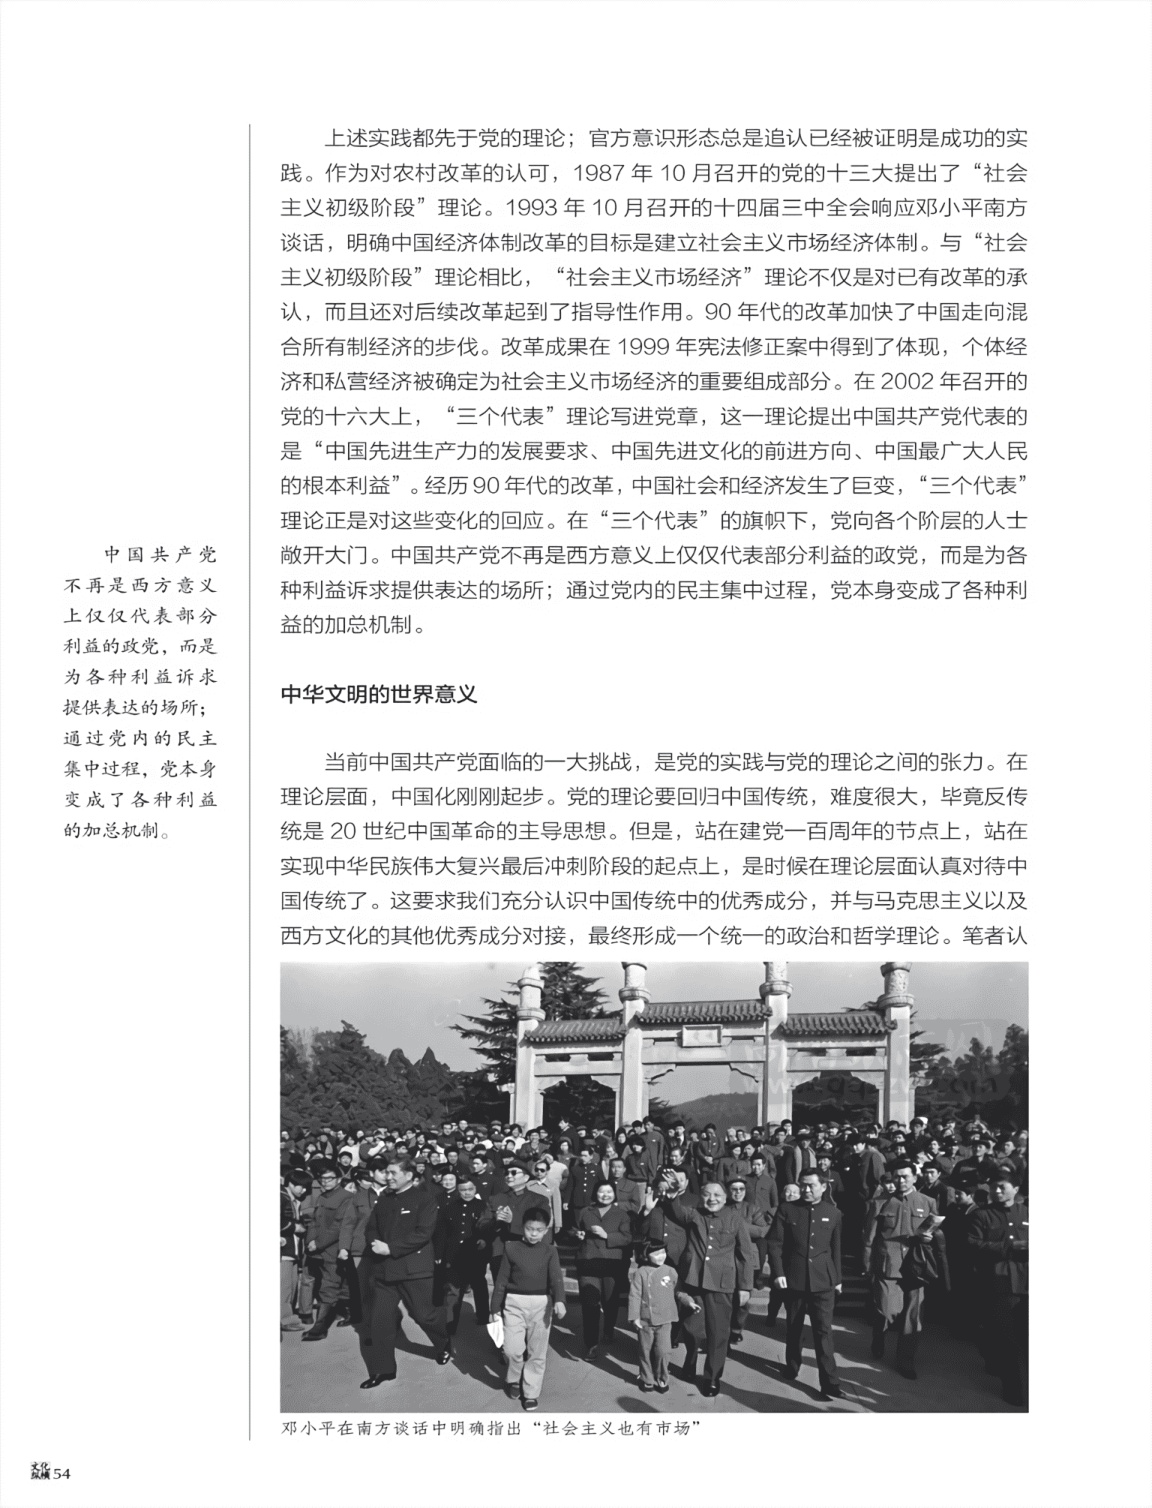 上述实践都先于党的理论；官方意识形态总是追认已经被证明是成功的实
践。作为对农村改革的认可，1987 年 10 月召开的党的十三大提出了“社会
主义初级阶段”理论。1993 年 10 月召开的十四届三中全会响应邓小平南方
谈话，明确中国经济体制改革的目标是建立社会主义市场经济体制。与“社会
主义初级阶段”理论相比，“社会主义市场经济”理论不仅是对已有改革的承
认，而且还对后续改革起到了指导性作用。90 年代的改革加快了中国走向混
合所有制经济的步伐。改革成果在 1999 年宪法修正案中得到了体现，个体经
济和私营经济被确定为社会主义市场经济的重要组成部分。在 2002 年召开的
党的十六大上，“三个代表”理论写进党章，这一理论提出中国共产党代表的
是“中国先进生产力的发展要求、中国先进文化的前进方向、中国最广大人民
的根本利益”。经历 90 年代的改革，中国社会和经济发生了巨变，“三个代表”
理论正是对这些变化的回应。在“三个代表”的旗帜下，党向各个阶层的人士
敞开大门。中国共产党不再是西方意义上仅仅代表部分利益的政党，而是为各
种利益诉求提供表达的场所；通过党内的民主集中过程，党本身变成了各种利
益的加总机制。
中国共产党
不再是西方意义
上仅仅代表部分
利益的政党，而是
为各种利益诉求
提供表达的场所；
通过党内的民主
集中过程，党本身
变成了各种利益
的加总机制。
中华文明的世界意义
当前中国共产党面临的一大挑战，是党的实践与党的理论之间的张力。在
理论层面，中国化刚刚起步。党的理论要回归中国传统，难度很大，毕竟反传
统是 20 世纪中国革命的主导思想。但是，站在建党一百周年的节点上，站在
实现中华民族伟大复兴最后冲刺阶段的起点上，是时候在理论层面认真对待中
国传统了。这要求我们充分认识中国传统中的优秀成分，并与马克思主义以及
西方文化的其他优秀成分对接，最终形成一个统一的政治和哲学理论。笔者认
邓小平在南方谈话中明确指出“社会主义也有市场”
文化
纵横 54